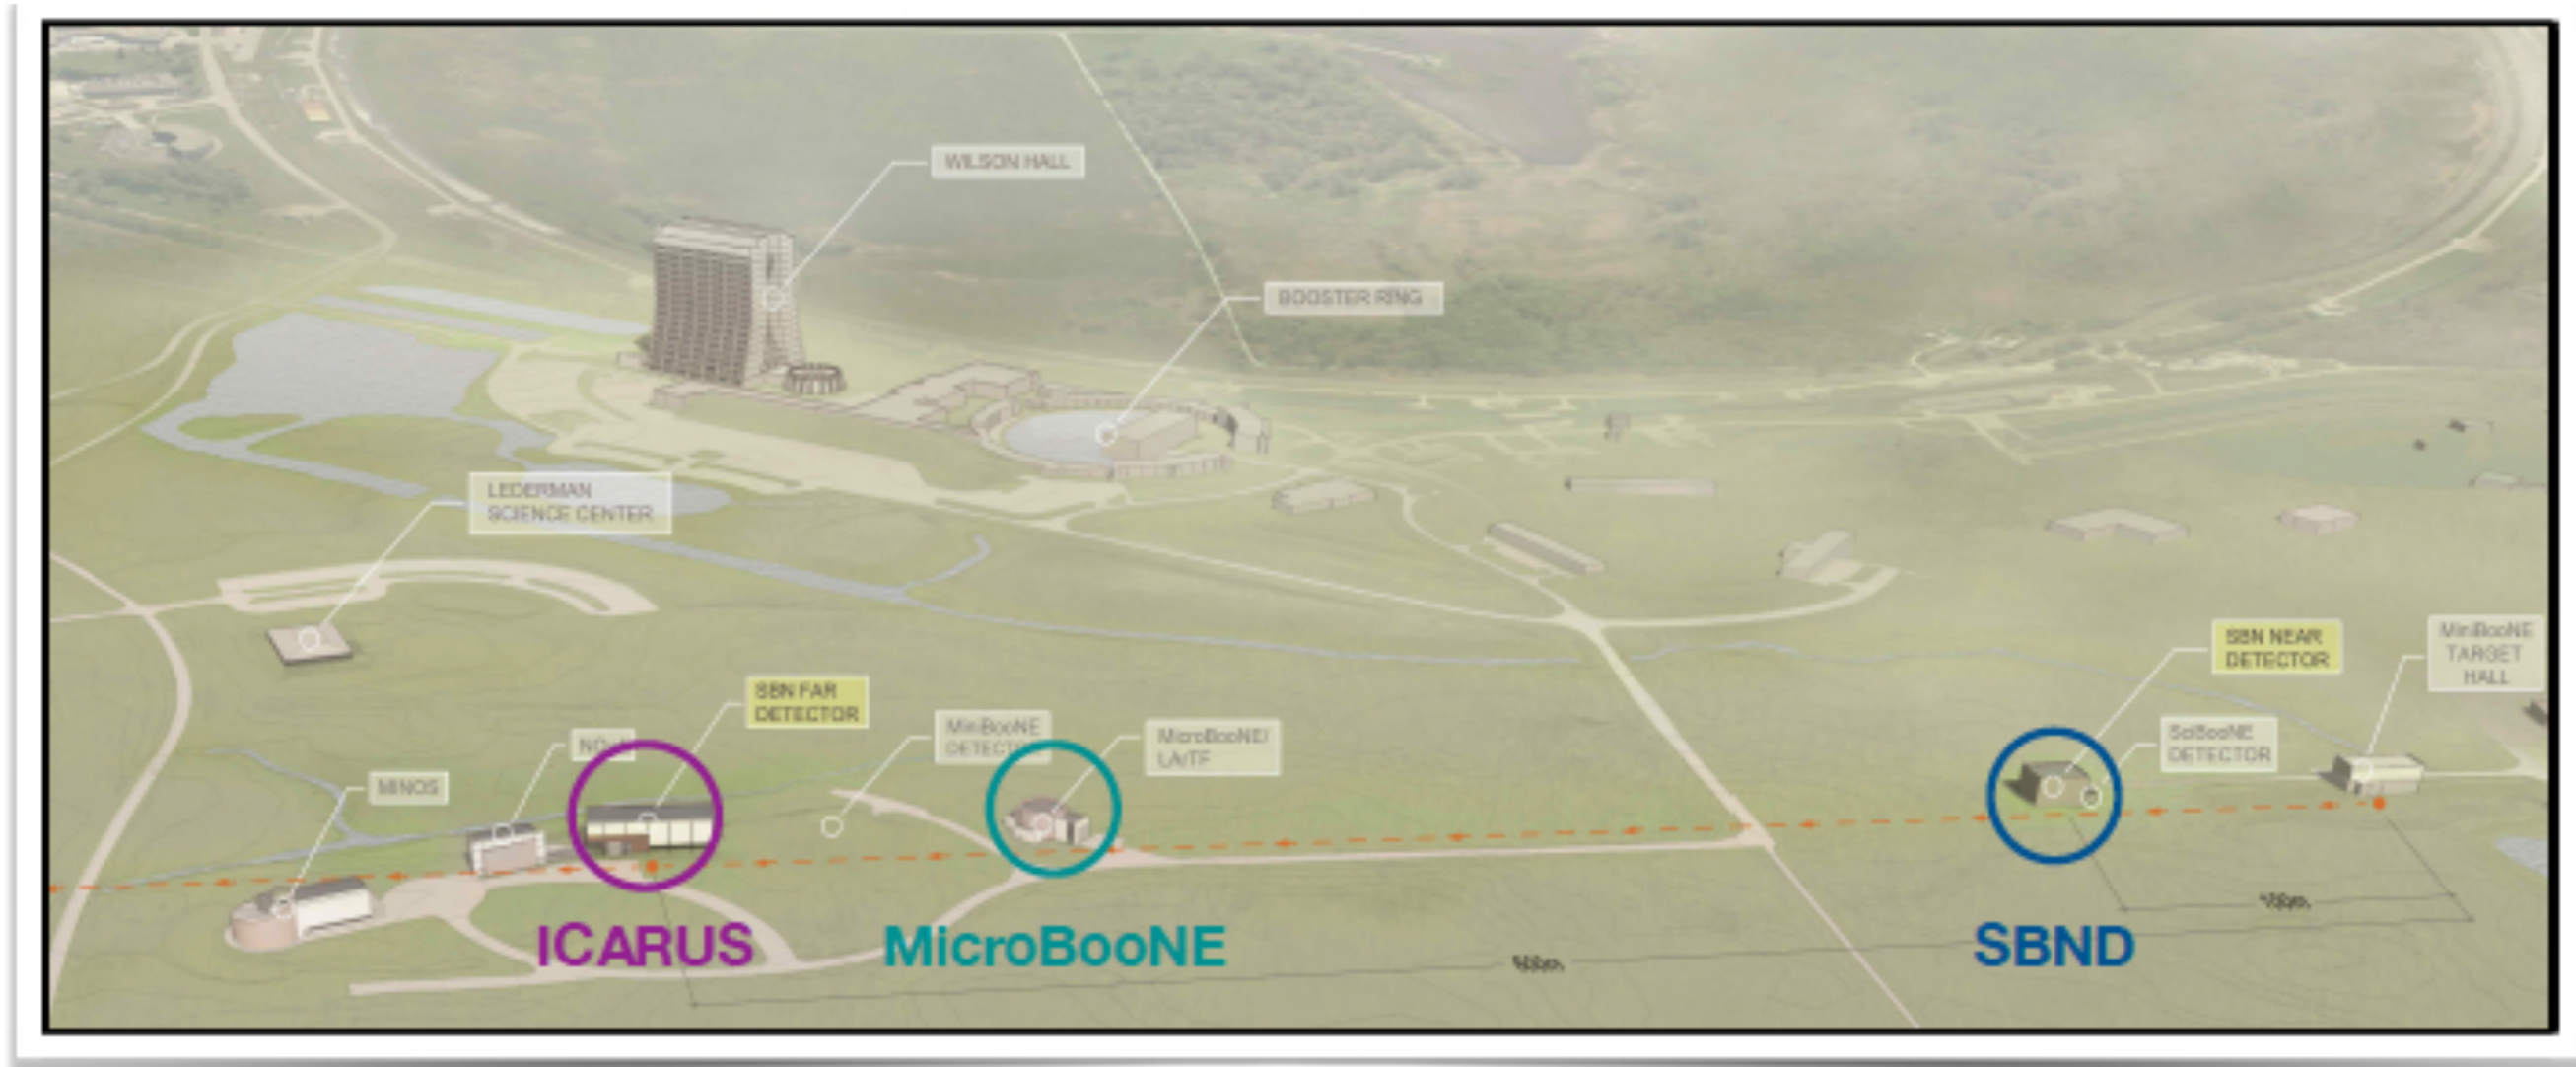 WILSON HALL
BOOSTER RING
LEDERMAN
SCIENCE CENTER
SBN NEAR
DETECTOR
MiniBooNE
TARGET
HALL
SBN FAR
DETECTOR
MiniBooNE
DETECTOR
MicroBooNE/
LArTF
SciBooNE
DETECTOR
MINOS
ICARUS
MicroBooNE
SBND